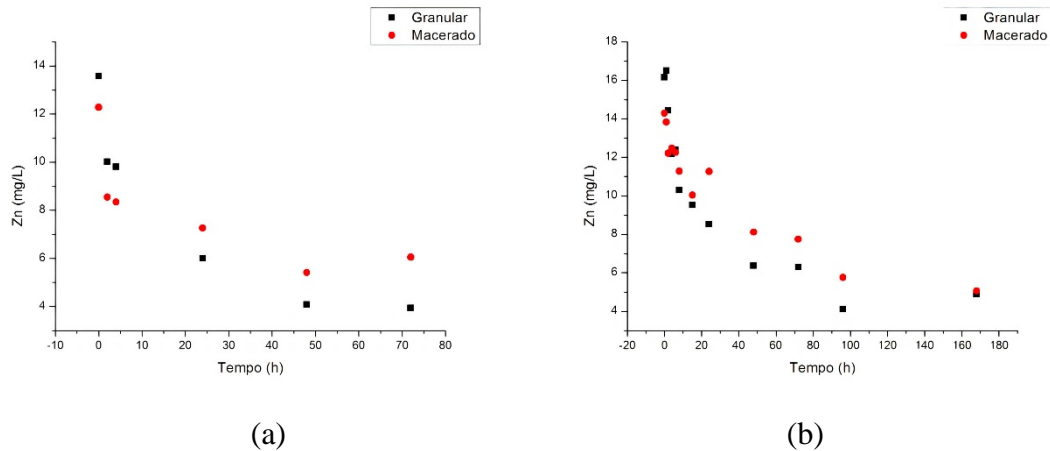 Granular
Macerado
14
12
10
8
6
4
Zn (mg/L)
-10 0 10 20 30 40 50 60 70 80
Tempo (h)
(a)
Granular
Macerado
18
16
14
12
10
8
6
4
Zn (mg/L)
-20 0 20 40 60 80 100 120 140 160 180
Tempo (h)
(b)